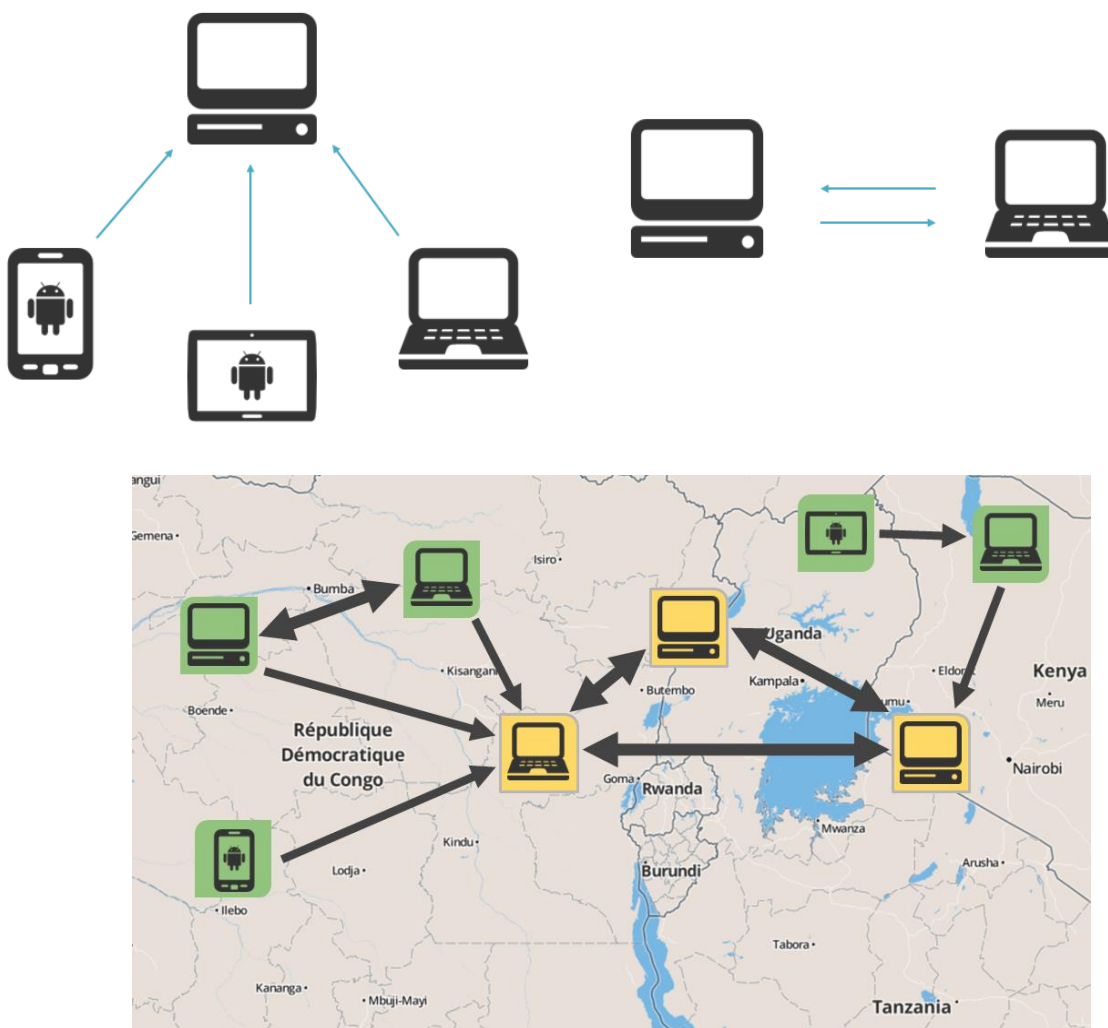 angui
Gemena
Isiro
Bumba
Uganda
Kisangani
Eldor
Kenya
Kampala
Butembo
umu
Meru
Boende
République
Démocratique
du Congo
Nairobi
Goma
Rwanda
Mwanza
Kindu
Lodja
Burundi
Arusha
Ilebo
Tabora
Kananga
Mbuji-Mayi
Tanzania